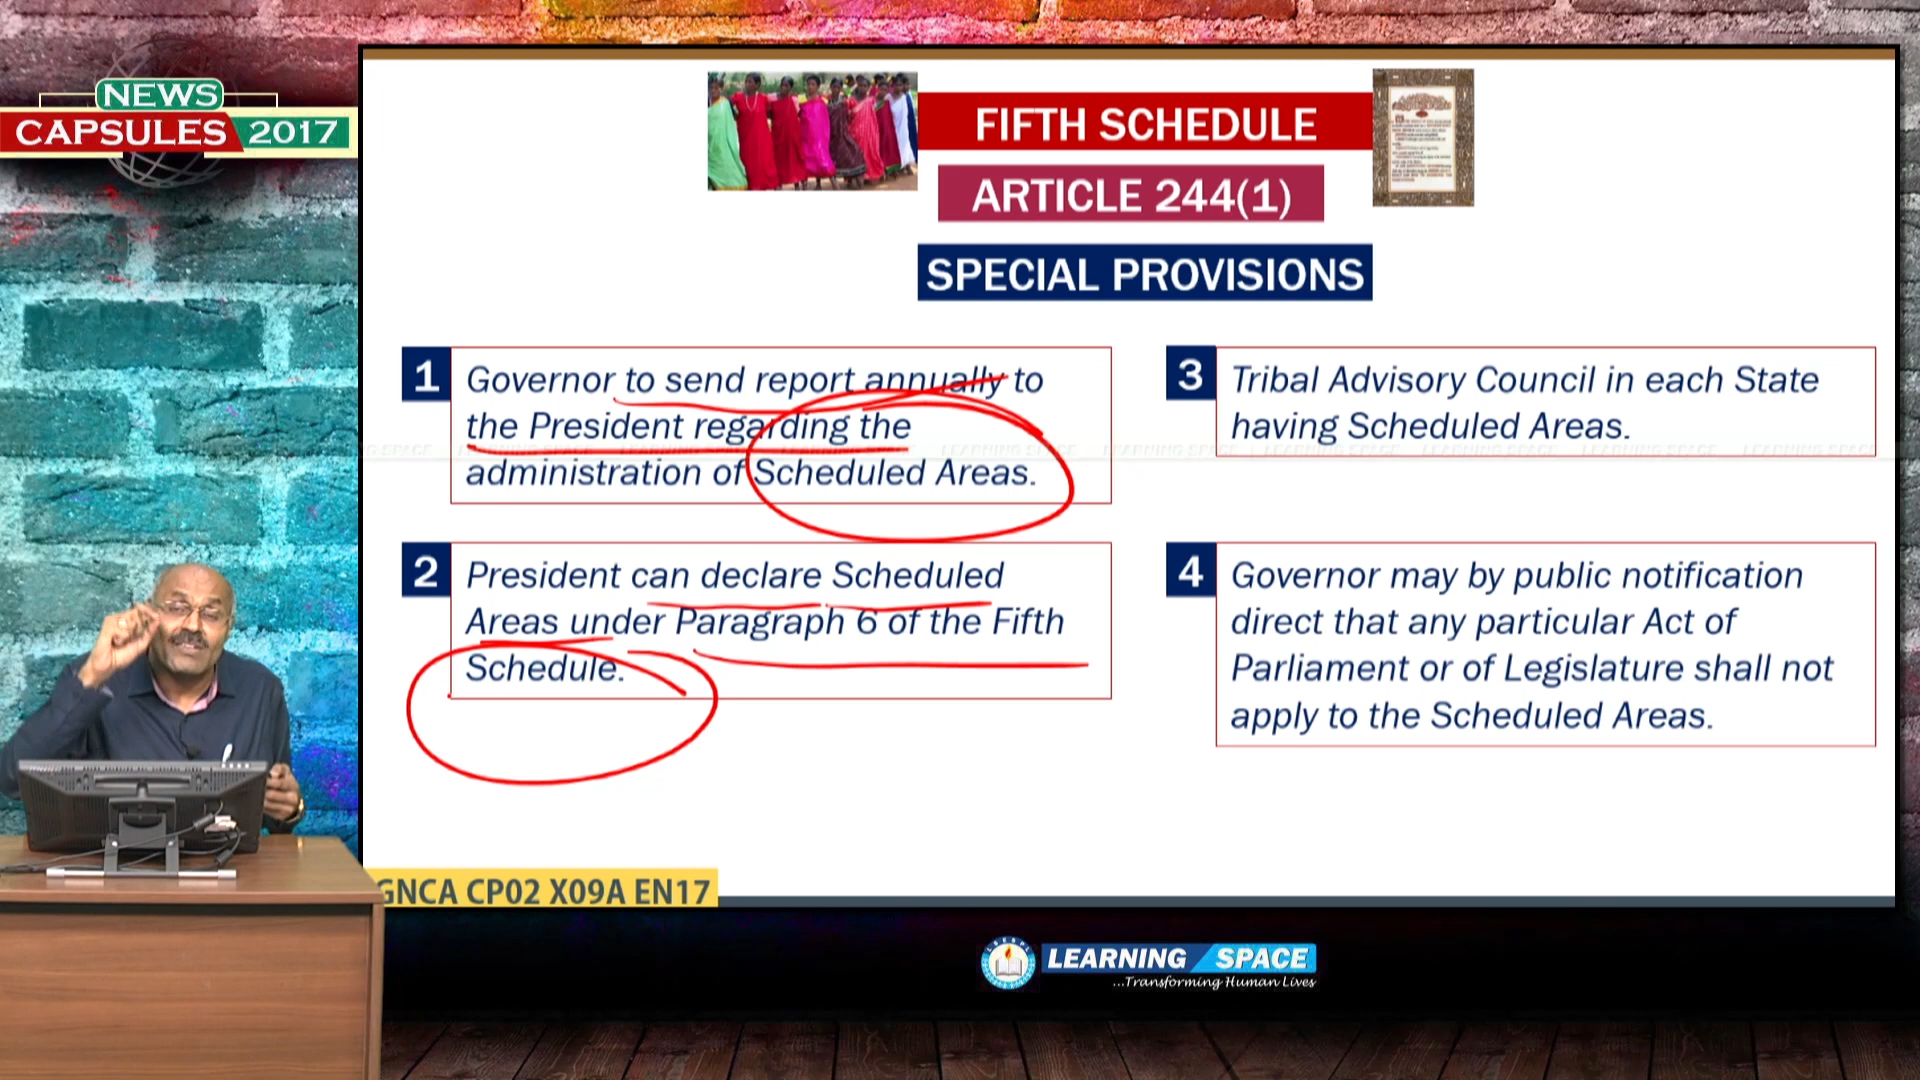 NEWS
CAPSULES 2017
FIFTH SCHEDULE
ARTICLE 244(1)
SPECIAL PROVISIONS
1
Governor to send report annually to
the President regarding the
administration of Scheduled Areas.
2
President can declare Scheduled
Areas under Paragraph 6 of the Fifth
Schedule.
3
Tribal Advisory Council in each State
having Scheduled Areas.
4
Governor may by public notification
direct that any particular Act of
Parliament or of Legislature shall not
apply to the Scheduled Areas.
GNCA CP02 X09A EN17
LEARNING SPACE
...Transforming Human Lives